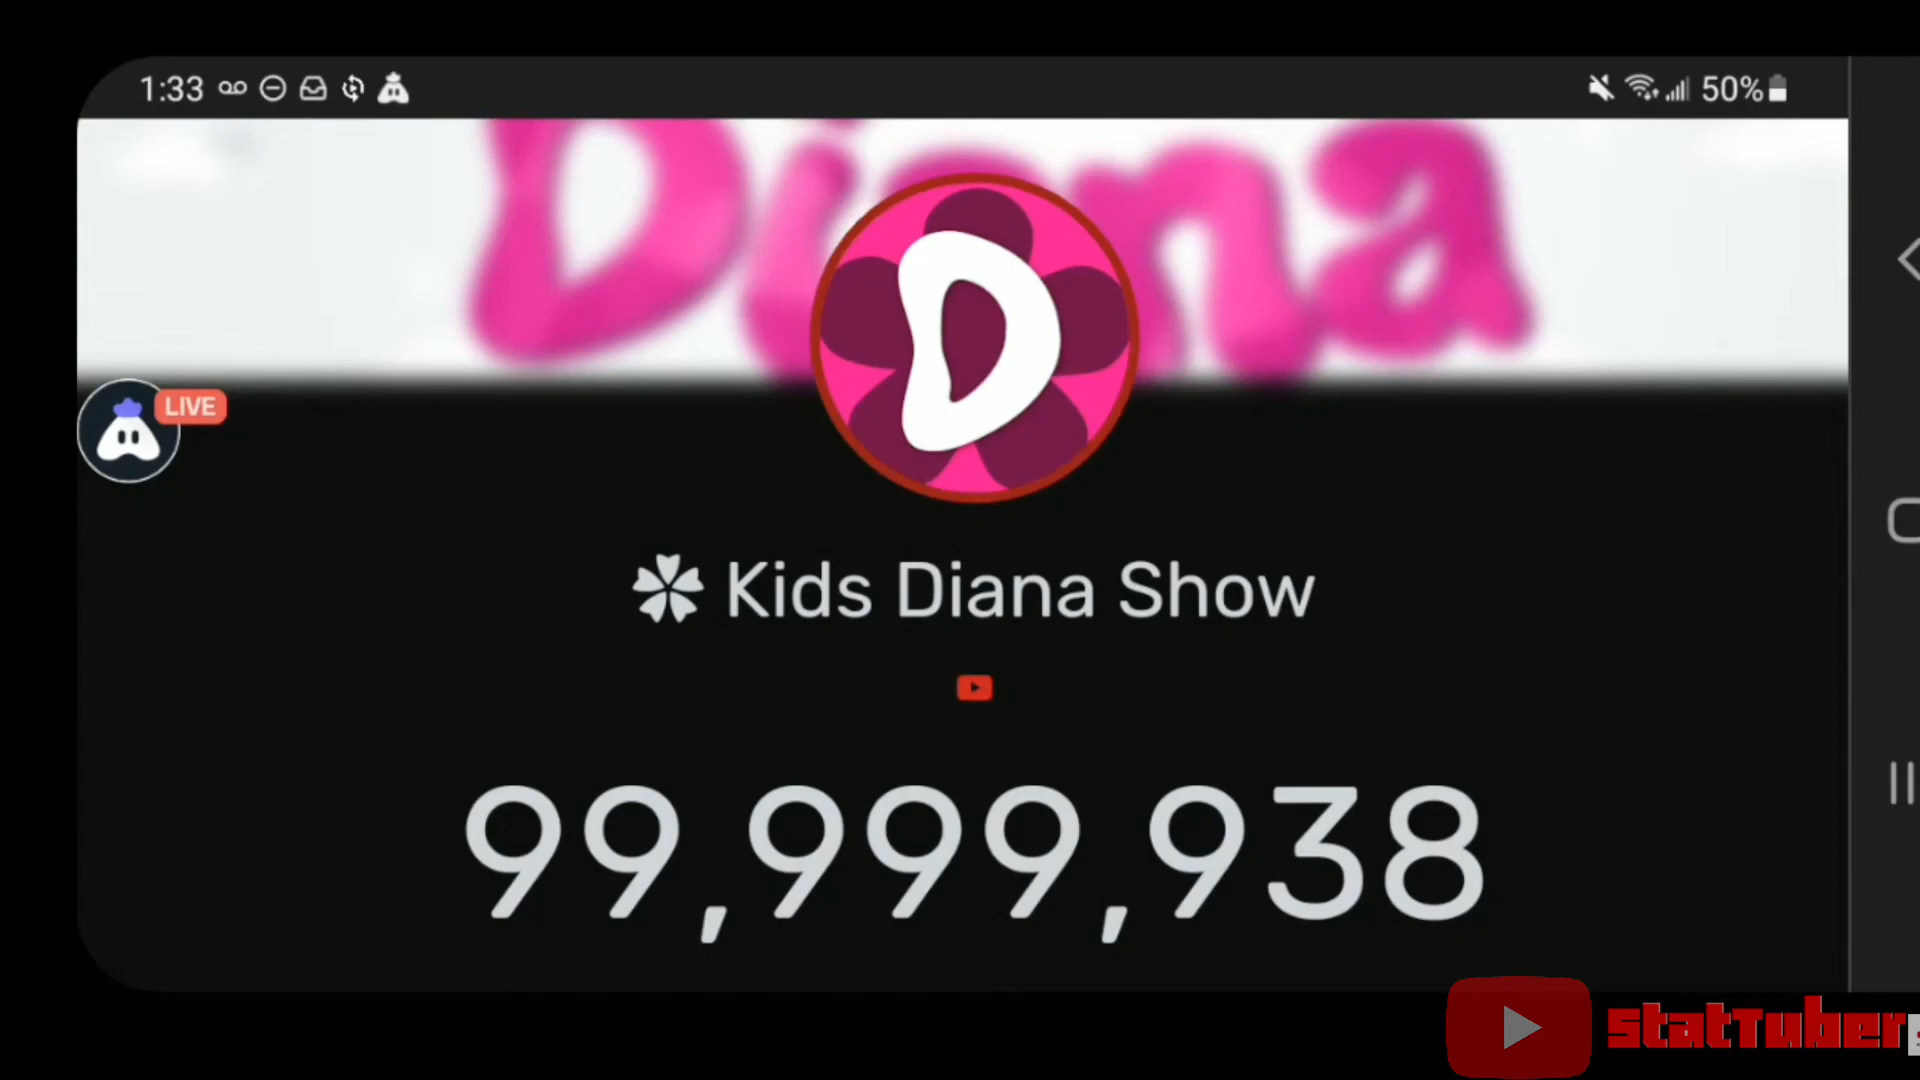 1:33
50%
Diana
D
LIVE
✤ Kids Diana Show
99,999,938
StatTuber